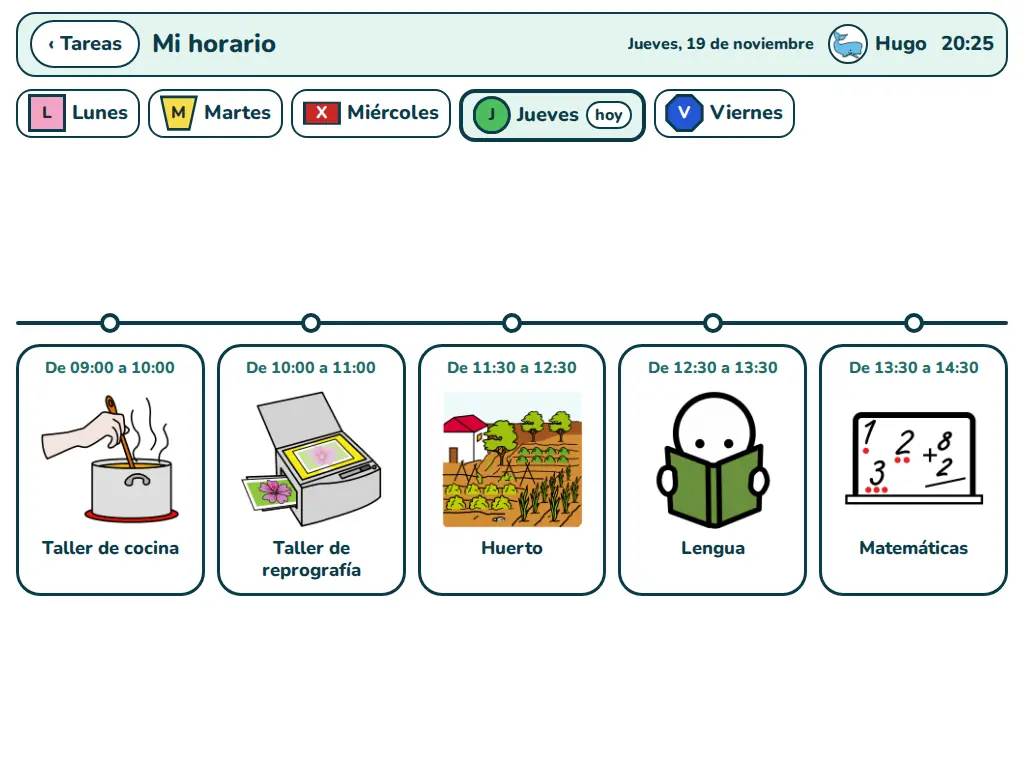 ‹ Tareas
Mi horario
Jueves, 19 de noviembre
Hugo
20:25
L Lunes
M Martes
X Miércoles
J Jueves hoy
V Viernes
De 09:00 a 10:00
Taller de cocina
De 10:00 a 11:00
Taller de
reprografía
De 11:30 a 12:30
Huerto
De 12:30 a 13:30
Lengua
De 13:30 a 14:30
1 2 +8
3 2
Matemáticas